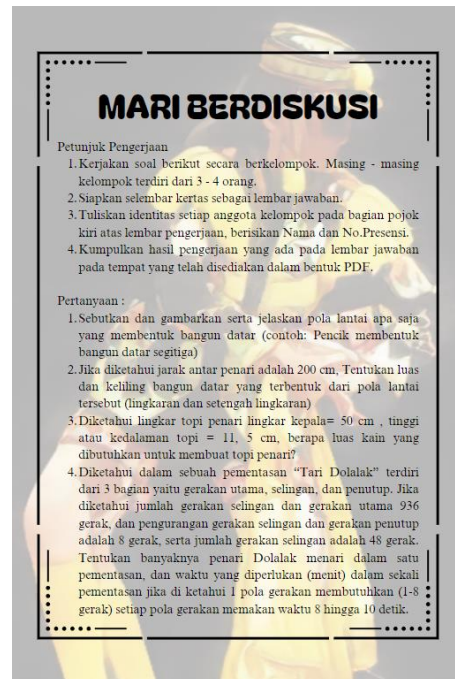 MARI BERDISKUSI
Petunjuk Pengerjaan
1. Kerjakan soal berikut secara berkelompok. Masing - masing
kelompok terdiri dari 3 - 4 orang.
2. Siapkan selembar kertas sebagai lembar jawaban.
3. Tuliskan identitas setiap anggota kelompok pada bagian pojok
kiri atas lembar pengerjaan, berisikan Nama dan No.Presensi.
4. Kumpulkan hasil pengerjaan yang ada pada lembar jawaban
pada tempat yang telah disediakan dalam bentuk PDF.
Pertanyaan :
1. Sebutkan dan gambarkan serta jelaskan pola lantai apa saja
yang membentuk bangun datar (contoh: Pencik membentuk
bangun datar segitiga)
2. Jika diketahui jarak antar penari adalah 200 cm, Tentukan luas
dan keliling bangun datar yang terbentuk dari pola lantai
tersebut (lingkaran dan setengah lingkaran)
3. Diketahui lingkar topi penari lingkar kepala= 50 cm , tinggi
atau kedalaman topi = 11, 5 cm, berapa luas kain yang
dibutuhkan untuk membuat topi penari?
4. Diketahui dalam sebuah pementasan “Tari Dolalak” terdiri
dari 3 bagian yaitu gerakan utama, selingan, dan penutup. Jika
diketahui jumlah gerakan selingan dan gerakan utama 936
gerak, dan pengurangan gerakan selingan dan gerakan penutup
adalah 8 gerak, serta jumlah gerakan selingan adalah 48 gerak.
Tentukan banyaknya penari Dolalak menari dalam satu
pementasan, dan waktu yang diperlukan (menit) dalam sekali
pementasan jika di ketahui 1 pola gerakan membutuhkan (1-8
gerak) setiap pola gerakan memakan waktu 8 hingga 10 detik.